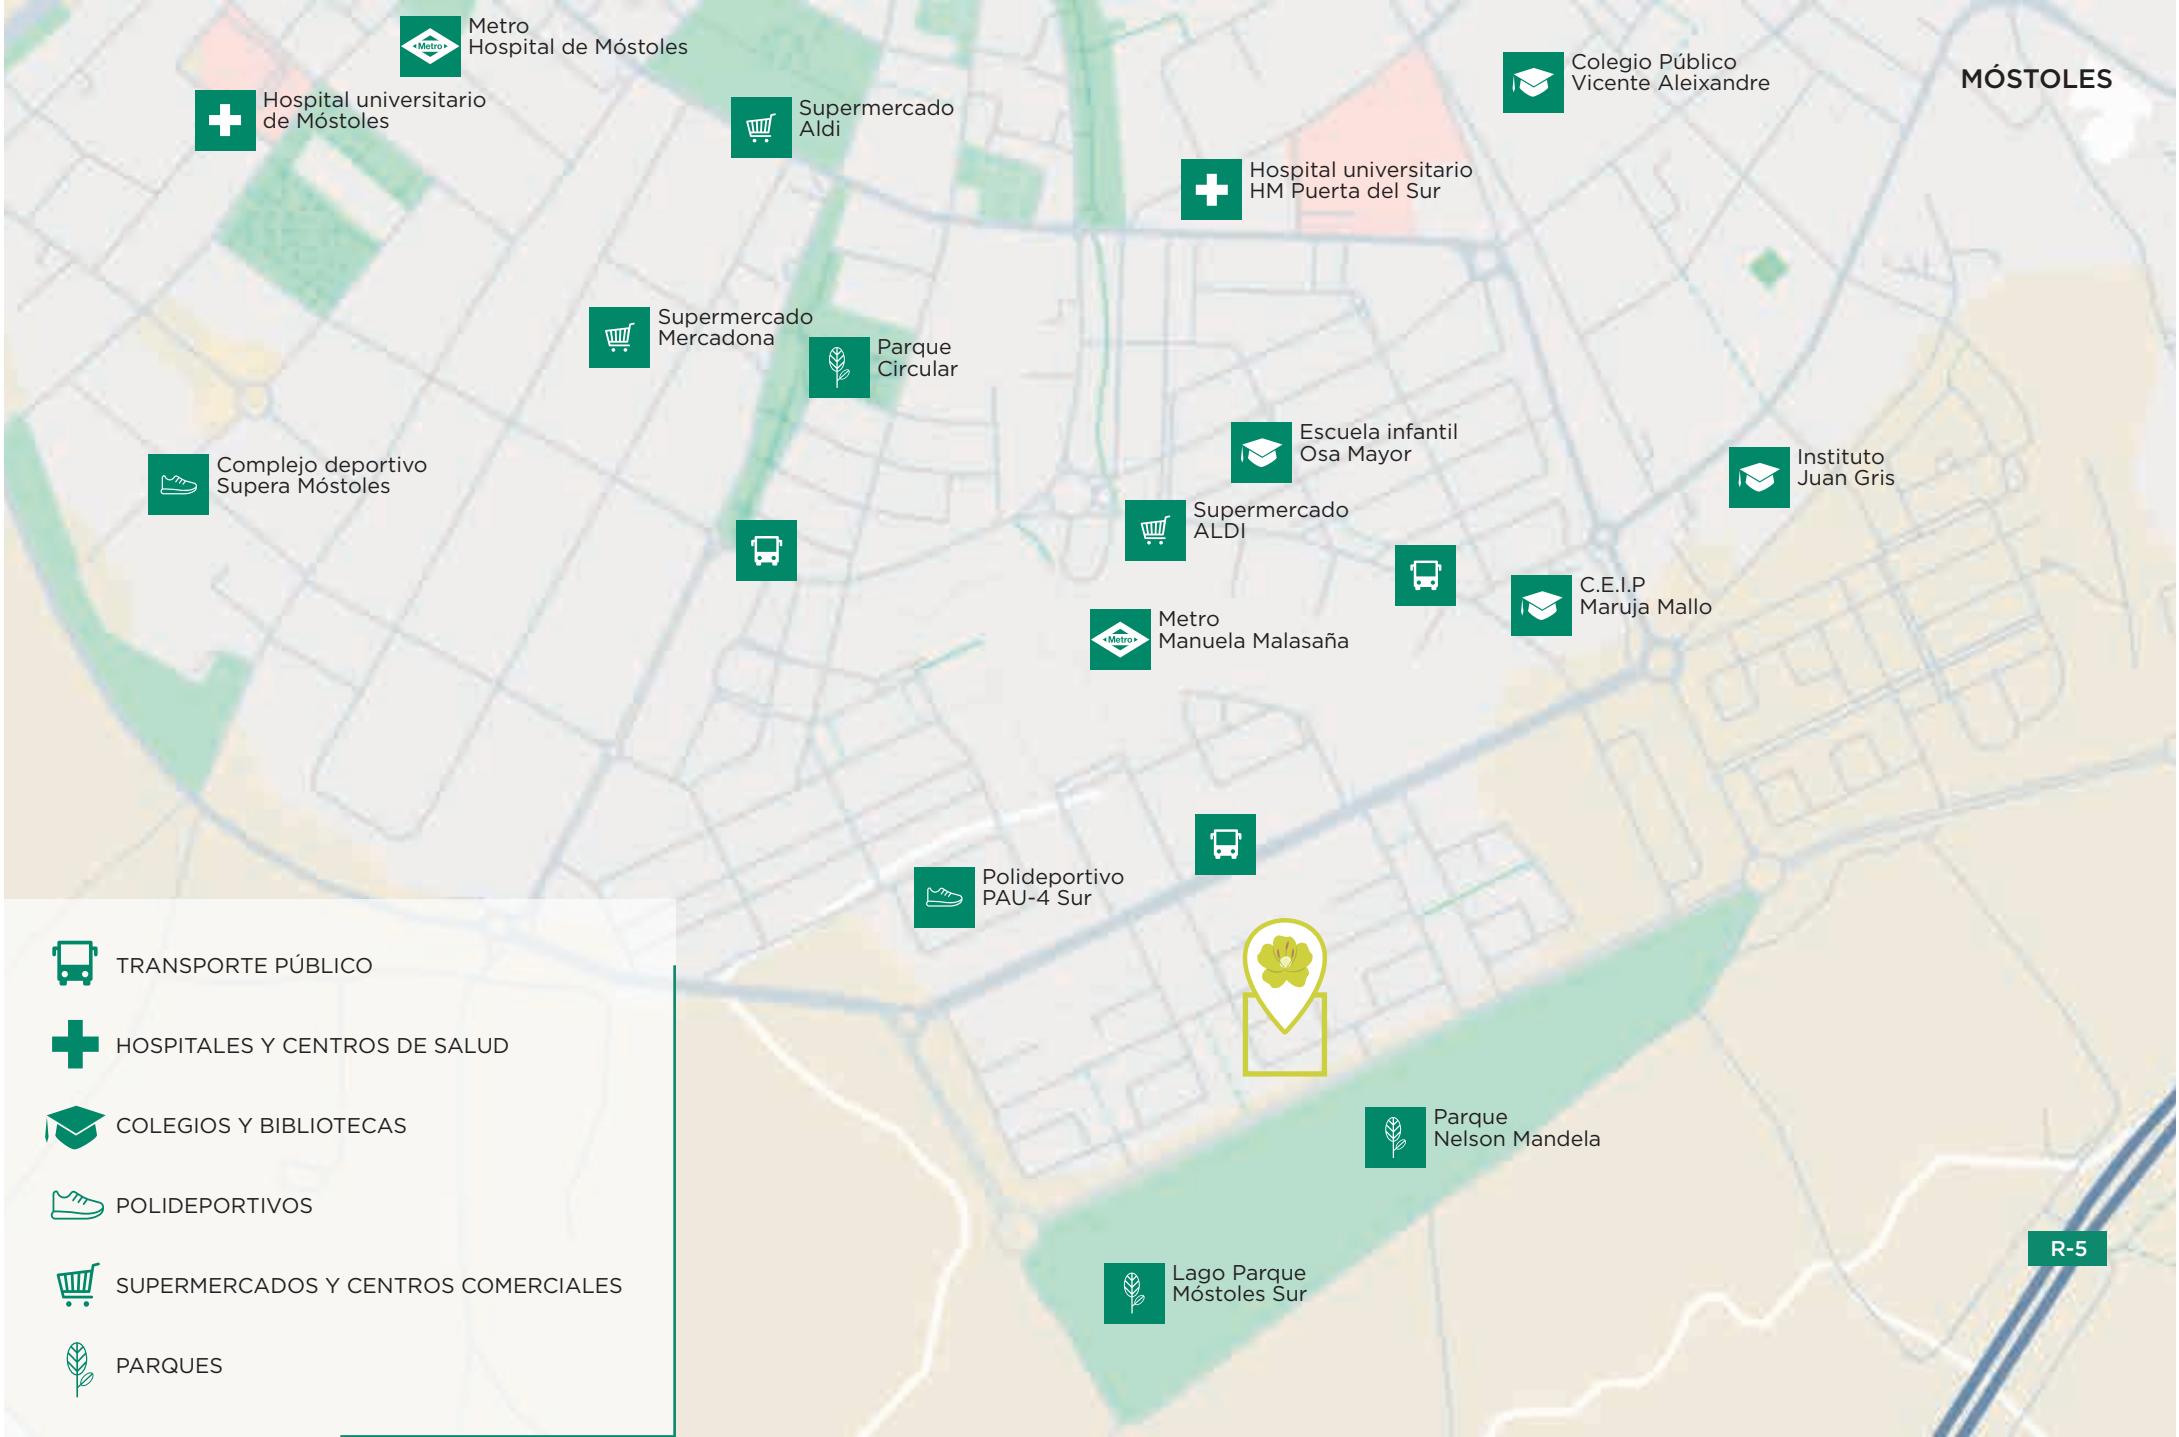 Metro
Hospital de Móstoles
Metro
Colegio Público
Vicente Aleixandre
MÓSTOLES
Hospital universitario
de Móstoles
Supermercado
Aldi
Hospital universitario
HM Puerta del Sur
Supermercado
Mercadona
Parque
Circular
Escuela infantil
Osa Mayor
Instituto
Juan Gris
Complejo deportivo
Supera Móstoles
Supermercado
ALDI
C.E.I.P
Maruja Mallo
Metro
Metro
Manuela Malasaña
Polideportivo
PAU-4 Sur
Parque
Nelson Mandela
Lago Parque
Móstoles Sur
R-5
TRANSPORTE PÚBLICO
HOSPITALES Y CENTROS DE SALUD
COLEGIOS Y BIBLIOTECAS
POLIDEPORTIVOS
SUPERMERCADOS Y CENTROS COMERCIALES
PARQUES